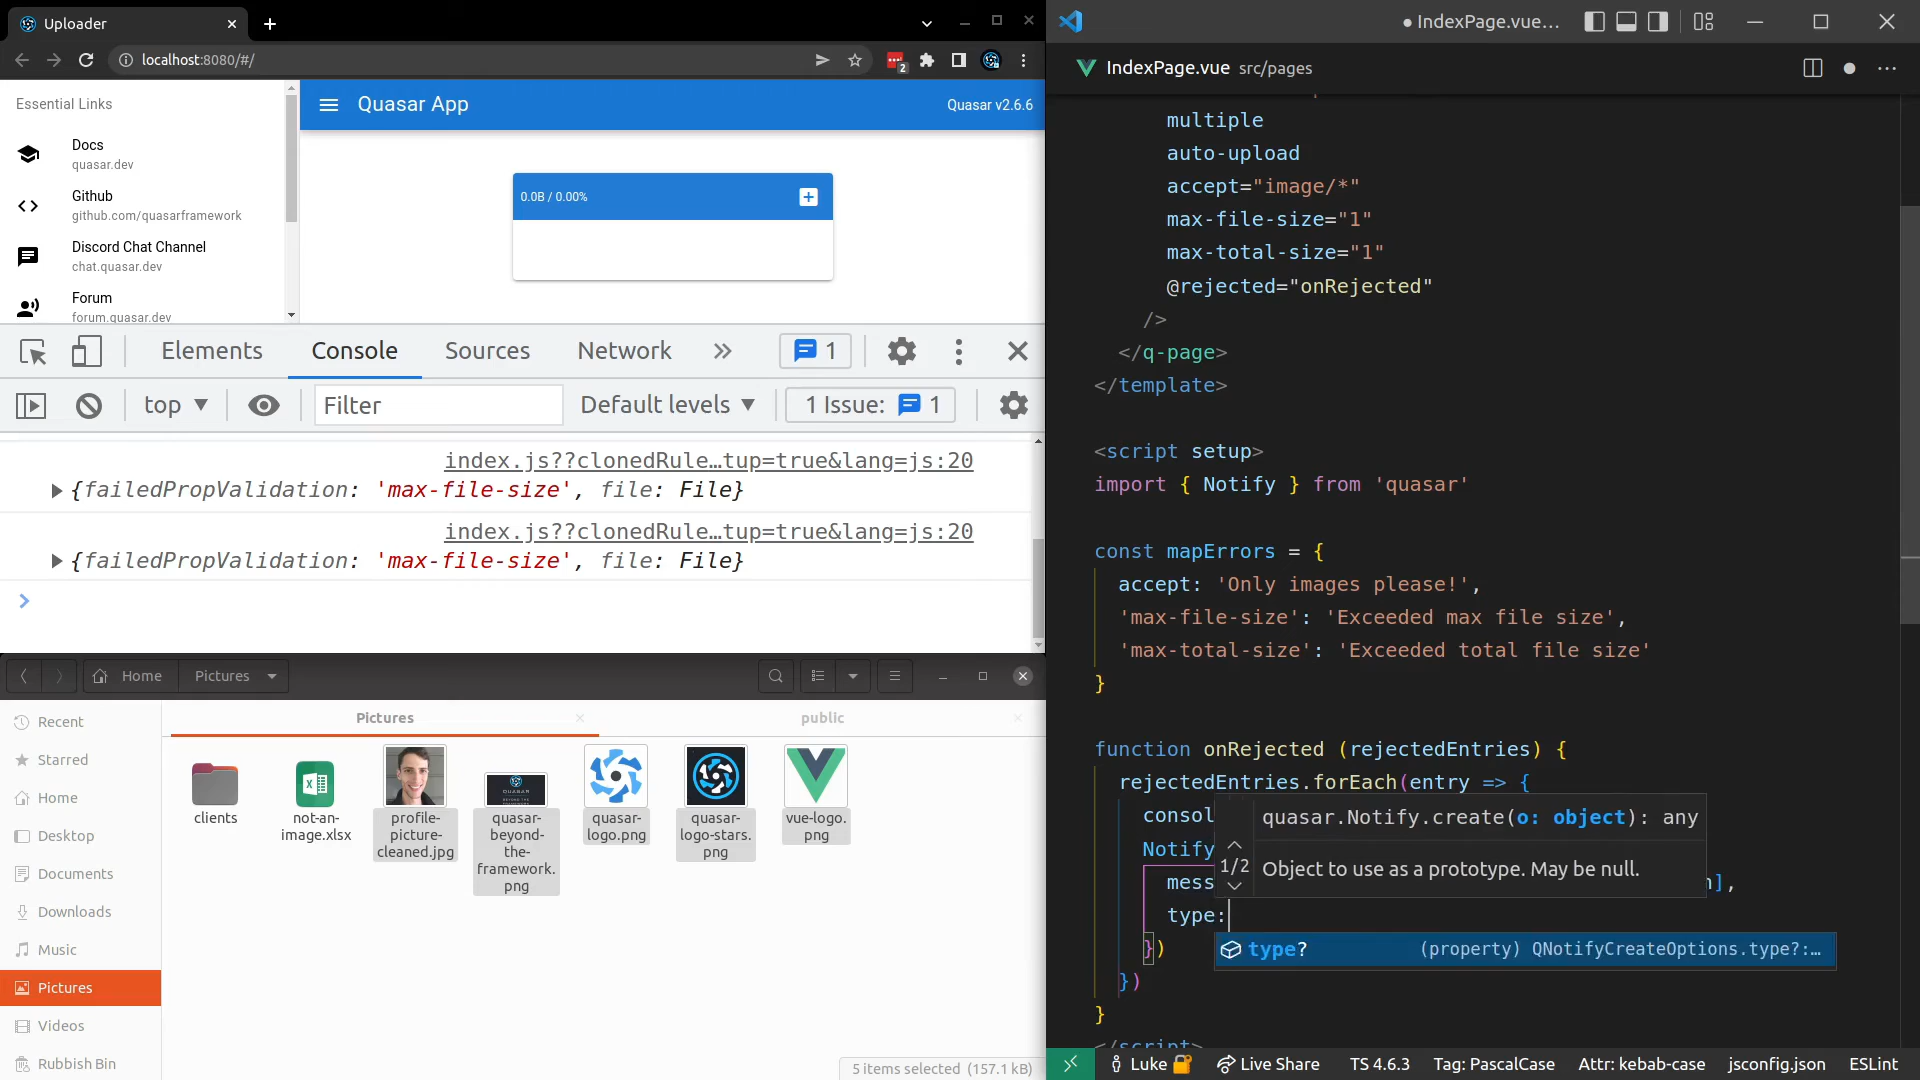 Uploader
localhost:8080/#/
2
Essential Links
Docs
quasar.dev
Github
github.com/quasarframework
Discord Chat Channel
chat.quasar.dev
Forum
forum.quasar.dev
Quasar App
Quasar v2.6.6
0.0B / 0.00%
Elements
Console
Sources
Network
1
top
Filter
Default levels
1 Issue: 1
index.js??clonedRule…tup=true&lang=js:20
{failedPropValidation: 'max-file-size', file: File}
index.js??clonedRule…tup=true&lang=js:20
{failedPropValidation: 'max-file-size', file: File}
Home
Pictures
Recent
Starred
Home
Desktop
Documents
Downloads
Music
Pictures
Videos
Rubbish Bin
Pictures
public
clients
not-an-
image.xlsx
profile-
picture-
cleaned.jpg
QUASAR
quasar-
beyond-
the-
framework.
png
quasar-
logo.png
quasar-
logo-stars.
png
vue-logo.
png
5 items selected (157.1 kB)
● IndexPage.vue…
IndexPage.vue src/pages
multiple
auto-upload
accept="image/*"
max-file-size="1"
max-total-size="1"
@rejected="onRejected"
/>
</q-page>
</template>
<script setup>
import { Notify } from 'quasar'
const mapErrors = {
accept: 'Only images please!',
'max-file-size': 'Exceeded max file size',
'max-total-size': 'Exceeded total file size'
}
function onRejected (rejectedEntries) {
rejectedEntries.forEach(entry => {
consol
Notify
mess
],
type:
})
})
}
</script>
quasar.Notify.create(o: object): any
1/2
Object to use as a prototype. May be null.
type? (property) QNotifyCreateOptions.type?:…
Luke
Live Share
TS 4.6.3
Tag: PascalCase
Attr: kebab-case
jsconfig.json
ESLint